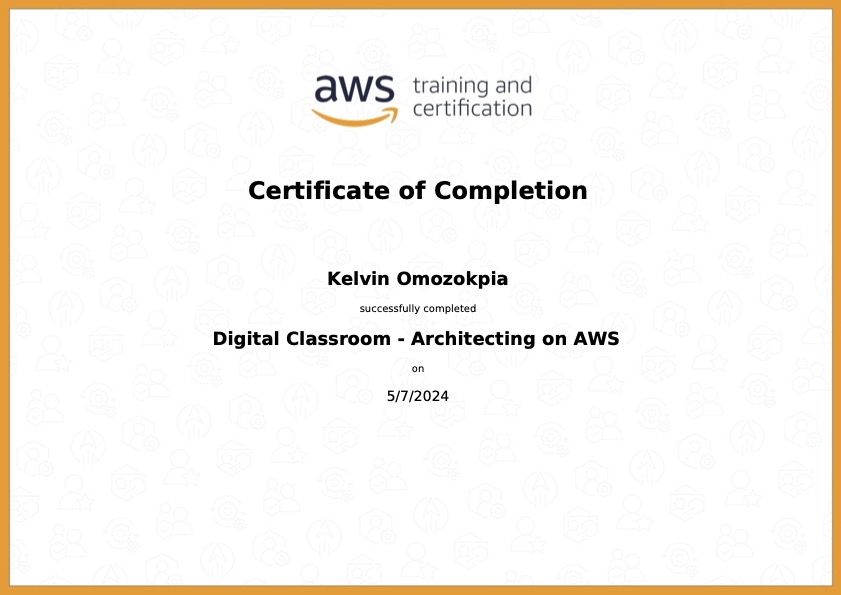 aws training and
certification
Certificate of Completion
Kelvin Omozokpia
successfully completed
Digital Classroom - Architecting on AWS
on
5/7/2024